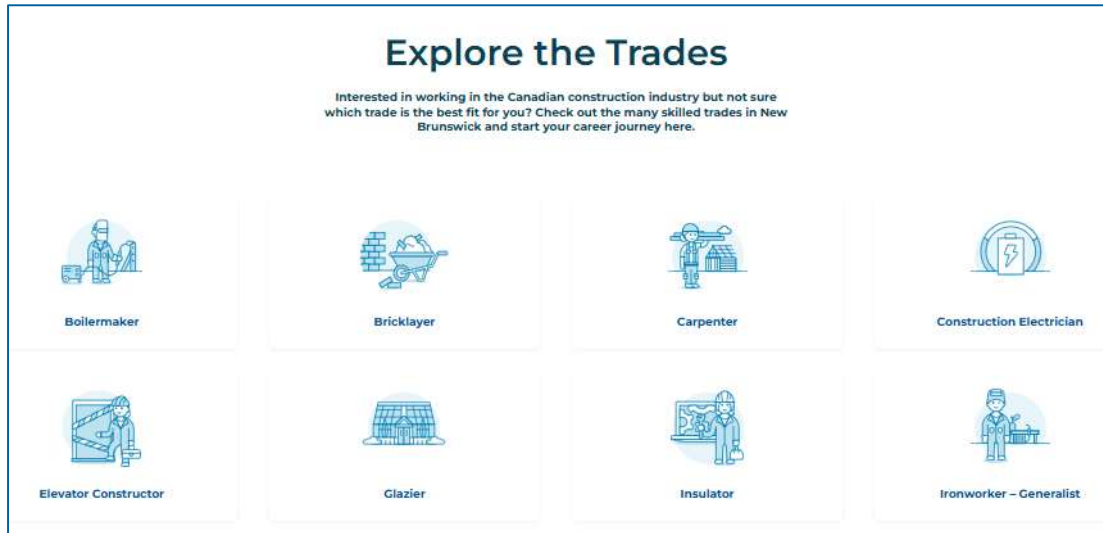 Explore the Trades
Interested in working in the Canadian construction industry but not sure
which trade is the best fit for you? Check out the many skilled trades in New
Brunswick and start your career journey here.
Boilermaker
Bricklayer
Carpenter
Construction Electrician
Elevator Constructor
Glazier
Insulator
Ironworker – Generalist